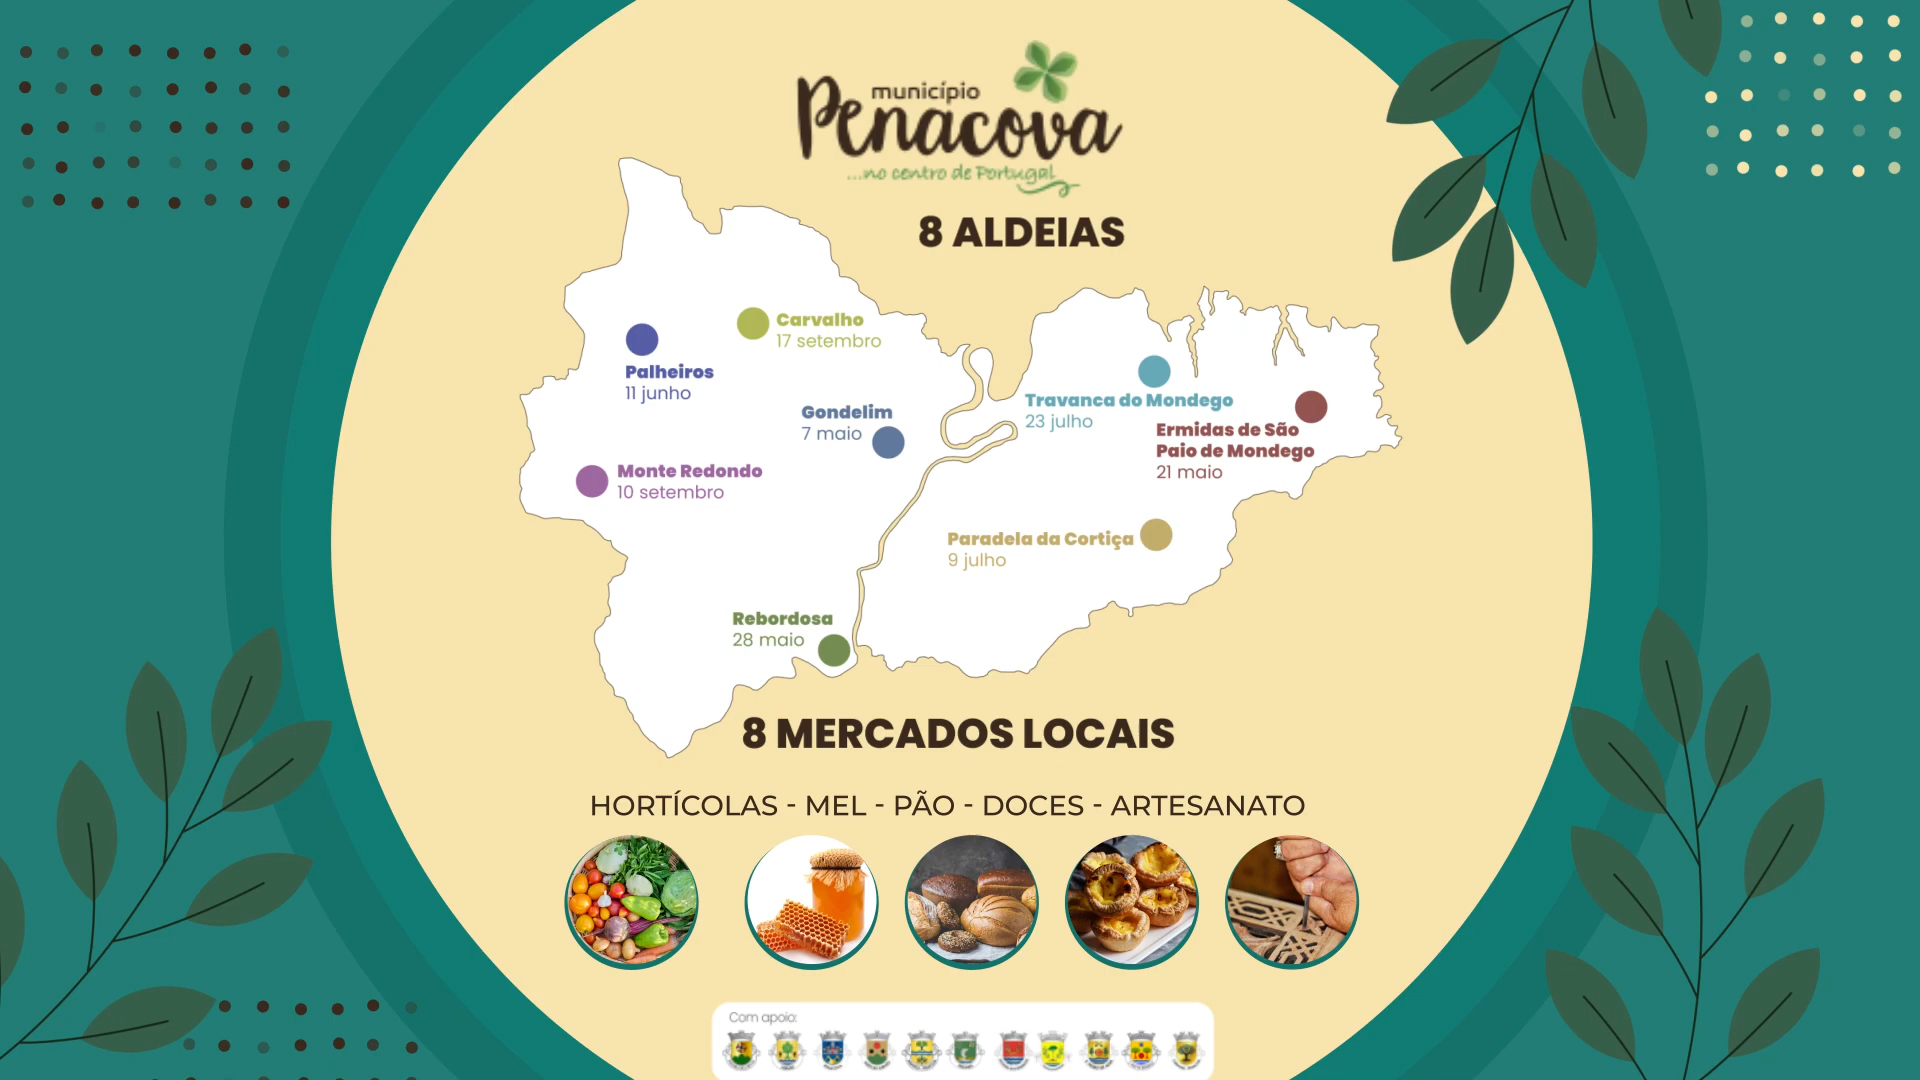 município
Penacova
...no centro de Portugal
8 ALDEIAS
Carvalho
17 setembro
Palheiros
11 junho
Gondelim
7 maio
Travanca do Mondego
23 julho
Ermidas de São
Paio de Mondego
21 maio
Monte Redondo
10 setembro
Paradela da Cortiça
9 julho
Rebordosa
28 maio
8 MERCADOS LOCAIS
HORTÍCOLAS - MEL - PÃO - DOCES - ARTESANATO
Com apoio: